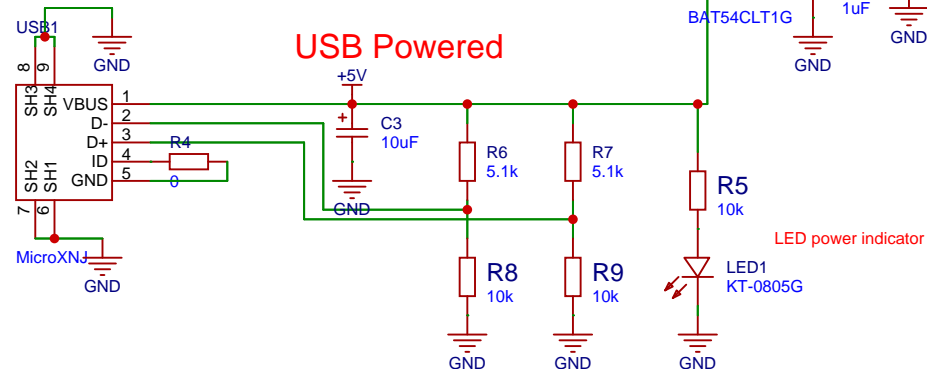 BAT54CLT1G
1uF
GND
GND
USB1
GND
USB Powered
+5V
8
9
SH3
SH4
VBUS
1
D-
2
D+
3
ID
4
GND
5
SH2
SH1
7
6
R4
0
+
C3
10uF
GND
R6
5.1k
R7
5.1k
R5
10k
LED power indicator
MicroXNJ
GND
R8
10k
R9
10k
LED1
KT-0805G
GND
GND
GND